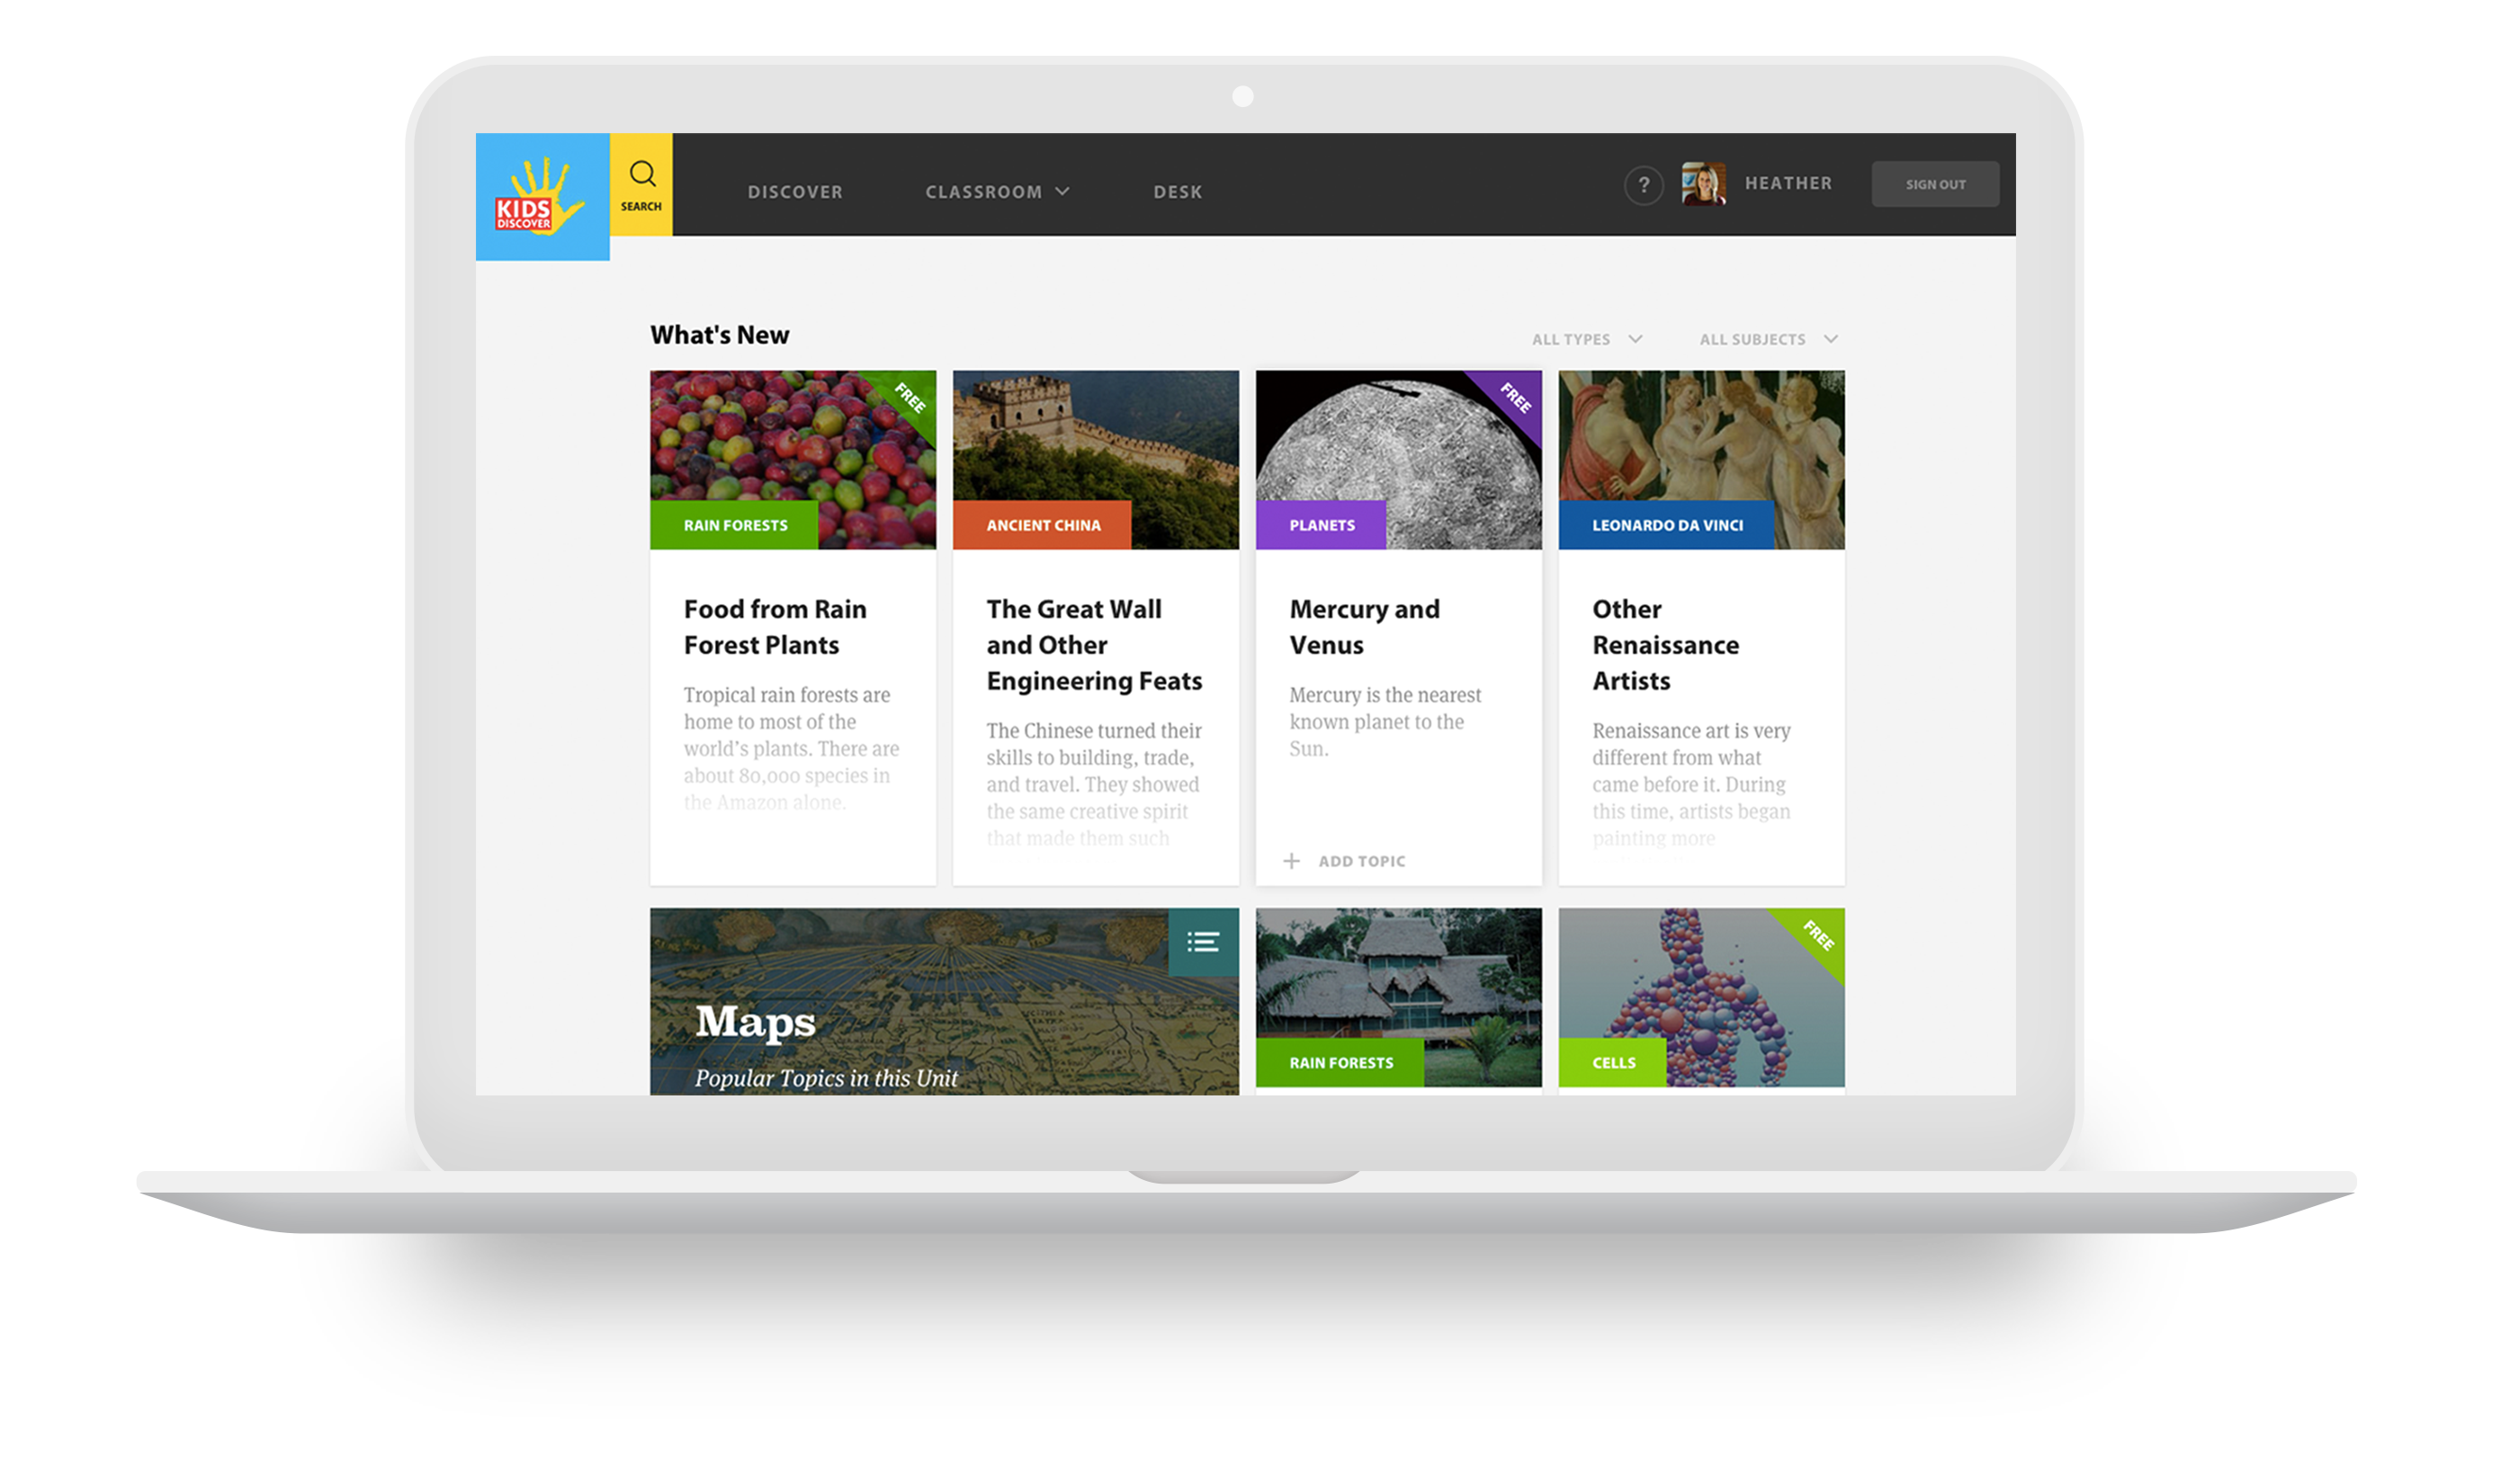 KIDS
DISCOVER
SEARCH
DISCOVER
CLASSROOM
DESK
?
HEATHER
SIGN OUT
What's New
ALL TYPES
ALL SUBJECTS
FREE
RAIN FORESTS
Food from Rain
Forest Plants
Tropical rain forests are
home to most of the
world’s plants. There are
about 80,000 species in
the Amazon alone.
ANCIENT CHINA
The Great Wall
and Other
Engineering Feats
The Chinese turned their
skills to building, trade,
and travel. They showed
the same creative spirit
that made them such
FREE
PLANETS
Mercury and
Venus
Mercury is the nearest
known planet to the
Sun.
+ ADD TOPIC
LEONARDO DA VINCI
Other
Renaissance
Artists
Renaissance art is very
different from what
came before it. During
this time, artists began
painting more
Maps
Popular Topics in this Unit
RAIN FORESTS
FREE
CELLS